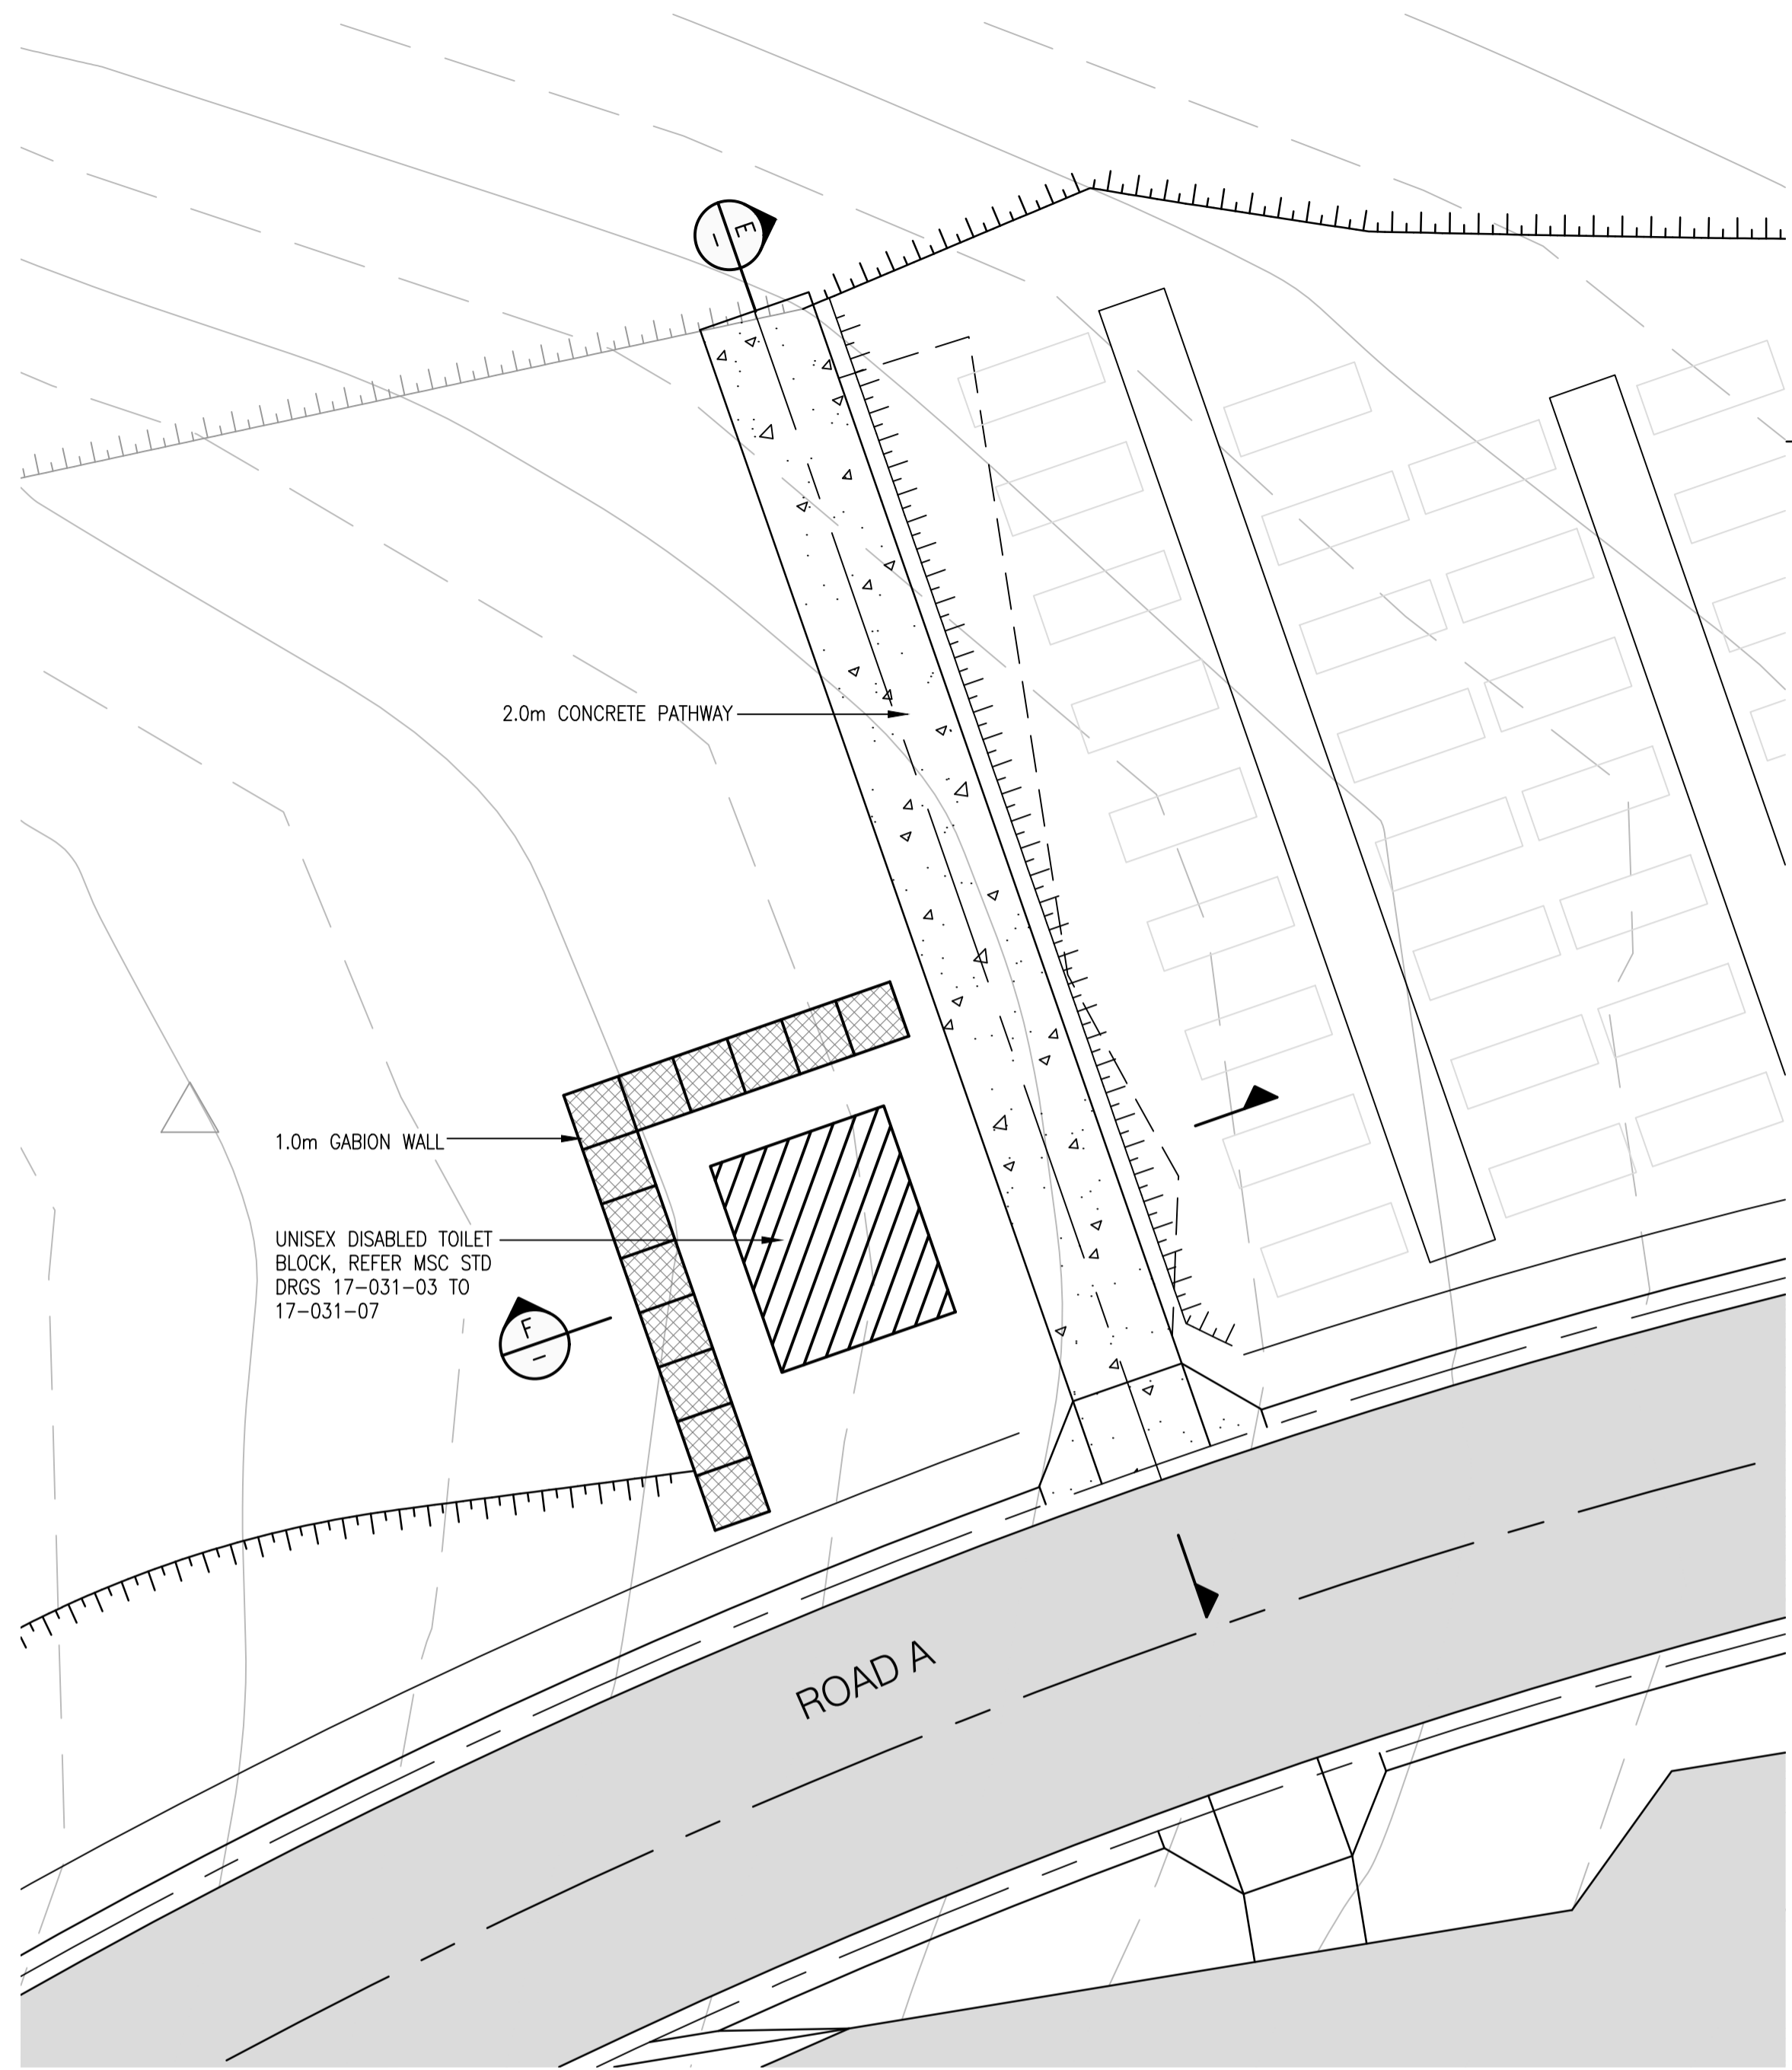 E
–
2.0m CONCRETE PATHWAY
1.0m GABION WALL
UNISEX DISABLED TOILET
BLOCK, REFER MSC STD
DRGS 17-031-03 TO
17-031-07
F
–
ROAD A